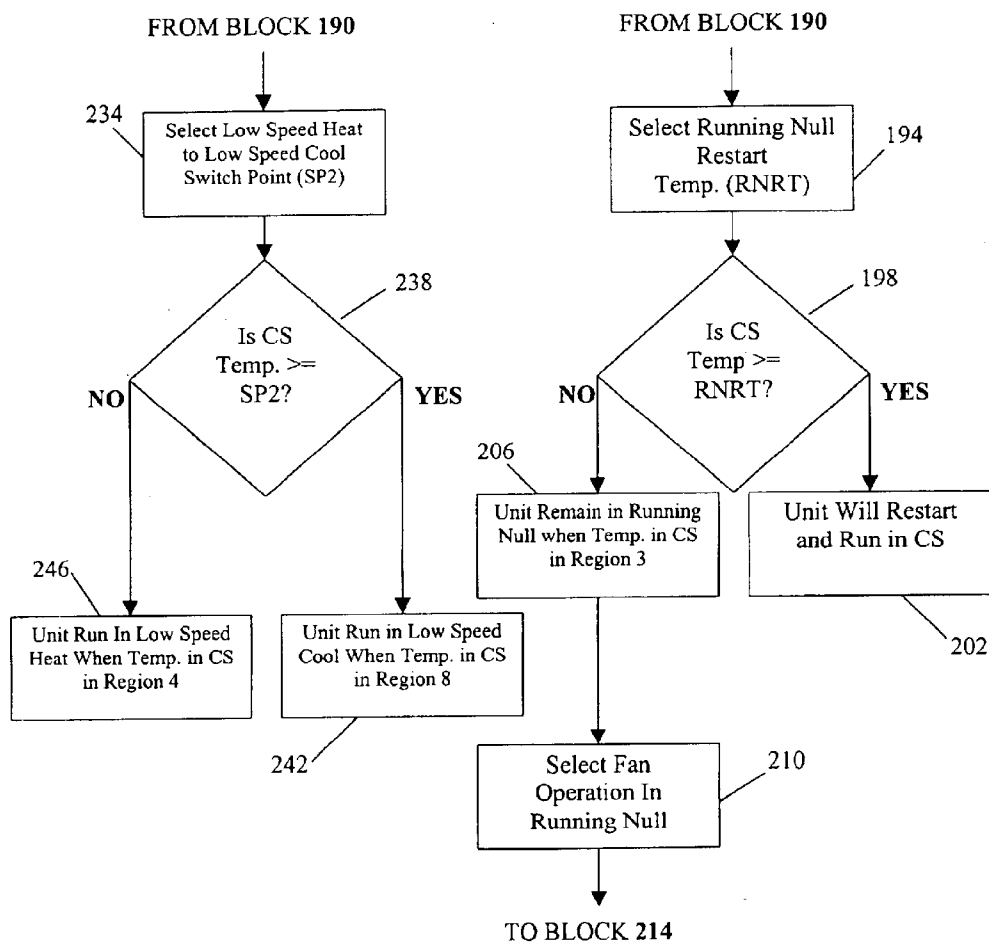 FROM BLOCK 190
234
Select Low Speed Heat
to Low Speed Cool
Switch Point (SP2)
238
Is CS
Temp. >=
SP2?
NO
YES
246
Unit Run In Low Speed
Heat When Temp. in CS
in Region 4
Unit Run in Low Speed
Cool When Temp. in CS
in Region 8
242
FROM BLOCK 190
Select Running Null
Restart
Temp. (RNRT)
194
198
Is CS
Temp >=
RNRT?
NO
YES
206
Unit Remain in Running
Null when Temp. in CS
in Region 3
Unit Will Restart
and Run in CS
202
Select Fan
Operation In
Running Null
210
TO BLOCK 214